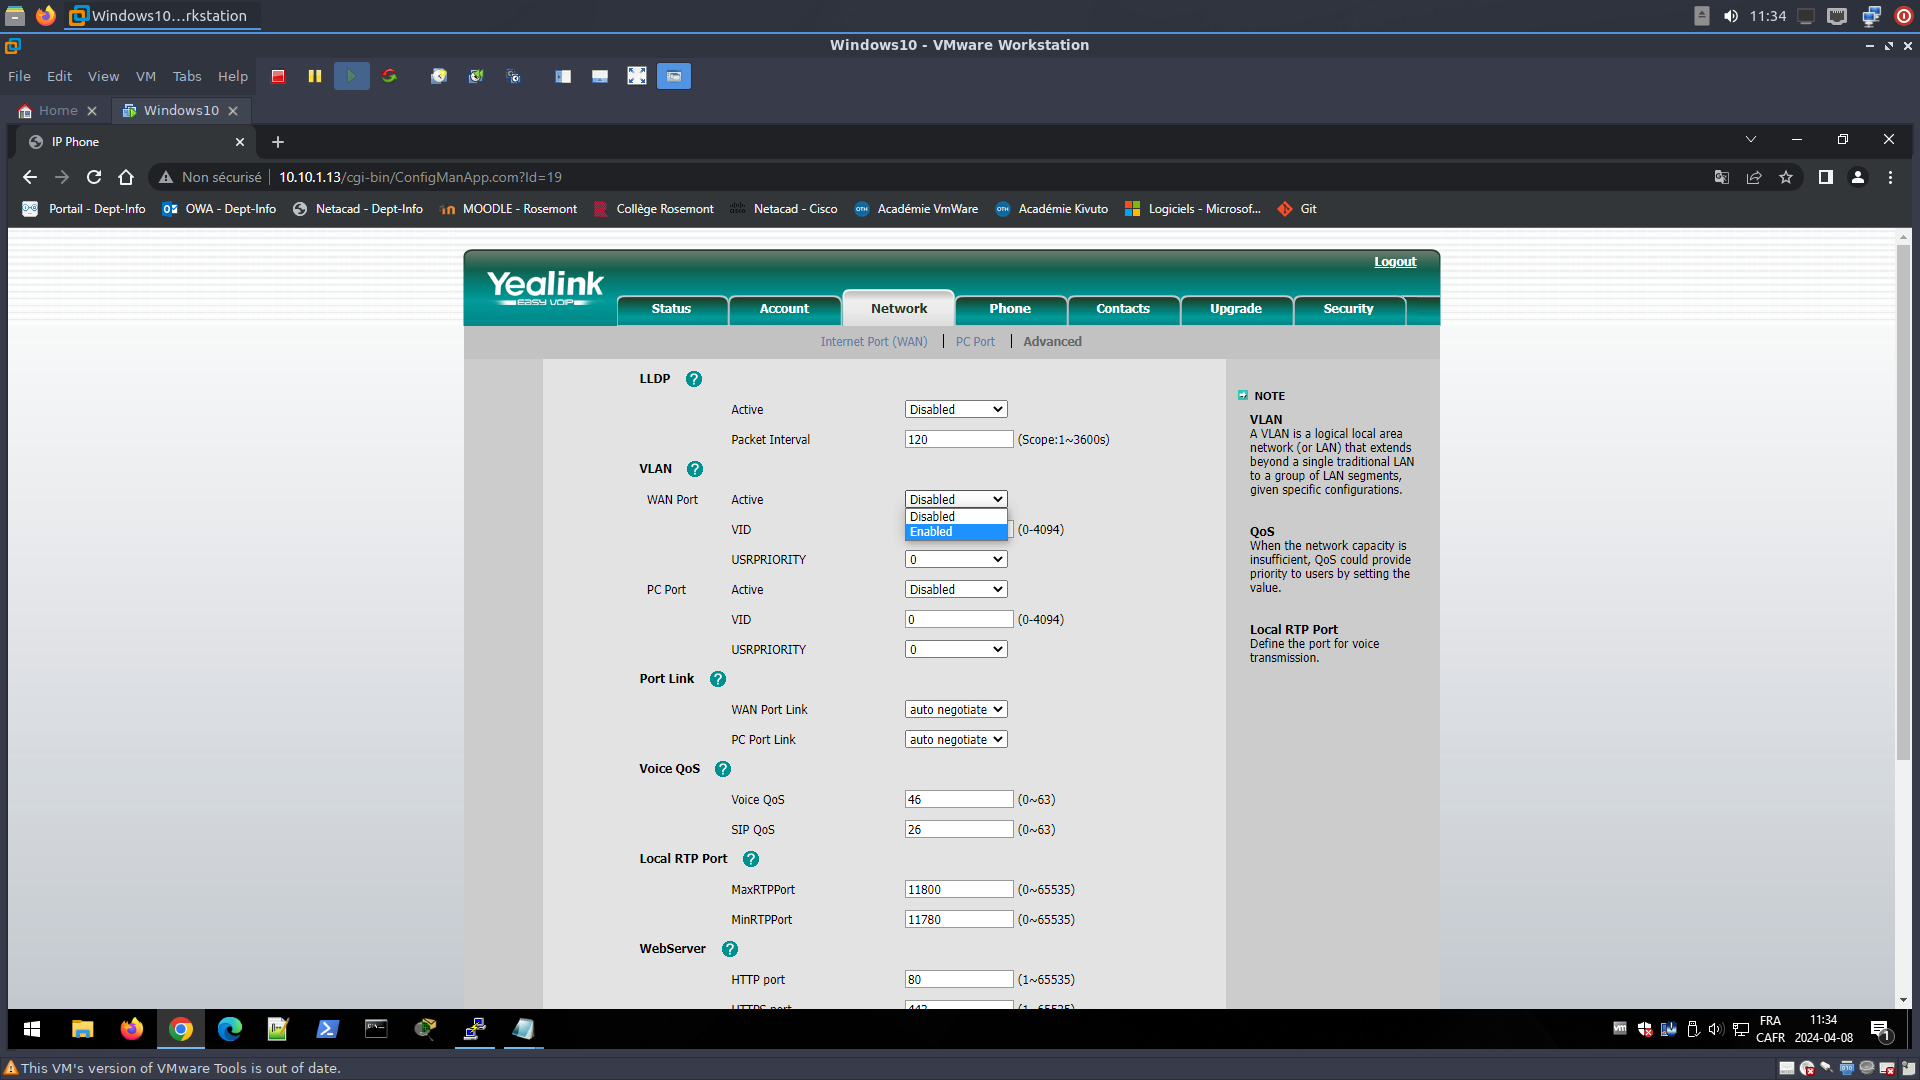 Windows10...rkstation
11:34
Windows10 - VMware Workstation
File Edit View VM Tabs Help
Home
Windows10
IP Phone
Non sécurisé 10.10.1.13/cgi-bin/ConfigManApp.com?Id=19
Portail - Dept-Info OWA - Dept-Info Netacad - Dept-Info MOODLE - Rosemont Collège Rosemont Netacad - Cisco Académie VmWare Académie Kivuto Logiciels - Microsof... Git
Logout
Yealink
EASY VOIP
Status Account Network Phone Contacts Upgrade Security
Internet Port (WAN) PC Port Advanced
LLDP ?
Active Disabled
Packet Interval 120 (Scope:1~3600s)
VLAN ?
WAN Port Active Disabled
Disabled
Enabled
VID (0-4094)
USRPRIORITY 0
PC Port Active Disabled
VID 0 (0-4094)
USRPRIORITY 0
Port Link ?
WAN Port Link auto negotiate
PC Port Link auto negotiate
Voice QoS ?
Voice QoS 46 (0~63)
SIP QoS 26 (0~63)
Local RTP Port ?
MaxRTPPort 11800 (0~65535)
MinRTPPort 11780 (0~65535)
WebServer ?
HTTP port 80 (1~65535)
HTTPS port 443 (1~65535)
NOTE
VLAN
A VLAN is a logical local area
network (or LAN) that extends
beyond a single traditional LAN
to a group of LAN segments,
given specific configurations.
QoS
When the network capacity is
insufficient, QoS could provide
priority to users by setting the
value.
Local RTP Port
Define the port for voice
transmission.
FRA
CAFR
11:34
2024-04-08
1
This VM's version of VMware Tools is out of date.